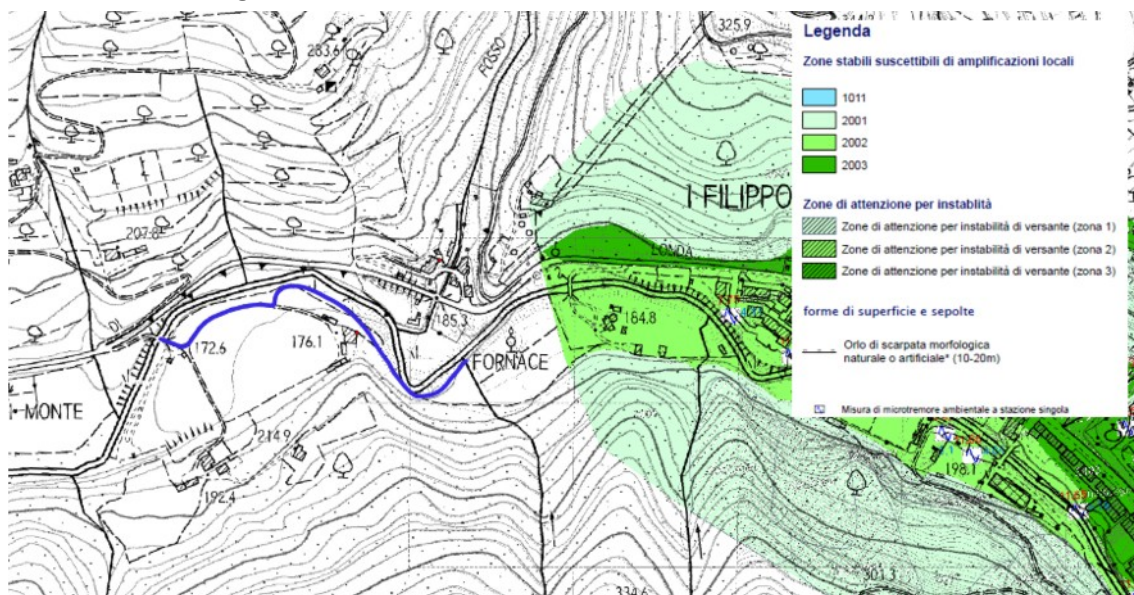 325.9
283.6
FOSSO
I FILIPPO
207.8
LONDA
185.3
184.8
172.6
176.1
FORNACE
I MONTE
214.9
192.4
198.1
301.3
334.6
Legenda
Zone stabili suscettibili di amplificazioni locali
1011
2001
2002
2003
Zone di attenzione per instablità
Zone di attenzione per instabilità di versante (zona 1)
Zone di attenzione per instabilità di versante (zona 2)
Zone di attenzione per instabilità di versante (zona 3)
forme di superficie e sepolte
Orlo di scarpata morfologica
naturale o artificiale* (10-20m)
Misura di microtremore ambientale a stazione singola